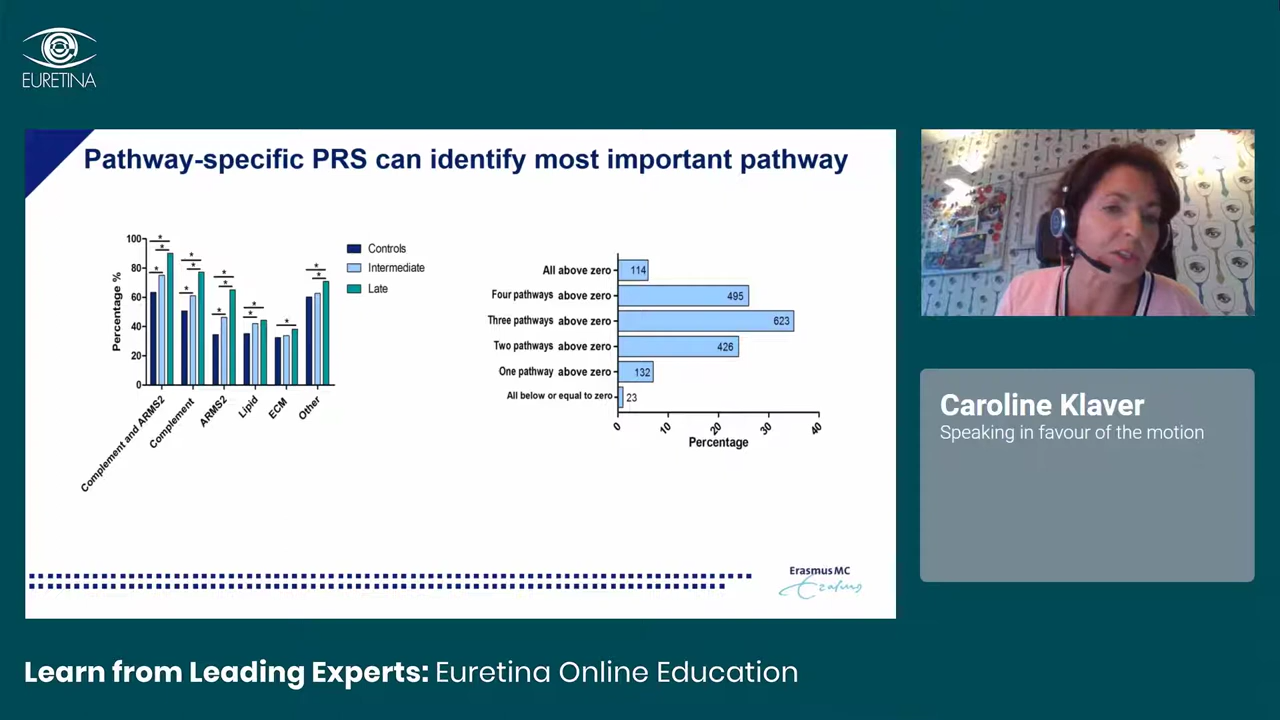 EURETINA
Pathway-specific PRS can identify most important pathway
Percentage %
100
80
60
40
20
0
*
*
*
*
*
*
*
*
*
*
*
*
*
*
Complement and ARMS2
Complement
ARMS2
Lipid
ECM
Other
Controls
Intermediate
Late
All above zero
114
Four pathways above zero
495
Three pathways above zero
623
Two pathways above zero
426
One pathway above zero
132
All below or equal to zero
23
0
10
20
30
40
Percentage
Erasmus MC
Erasmus
Caroline Klaver
Speaking in favour of the motion
Learn from Leading Experts: Euretina Online Education